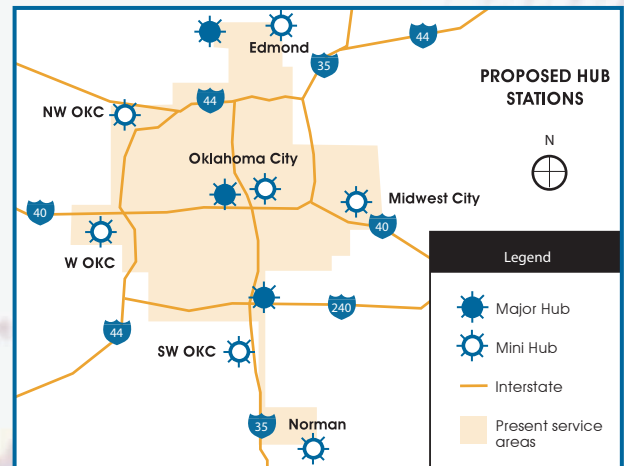 Edmond
44
35
PROPOSED HUB
STATIONS
44
NW OKC
N
Oklahoma City
Midwest City
40
40
W OKC
Legend
Major Hub
240
44
Mini Hub
SW OKC
Interstate
35
Norman
Present service
areas